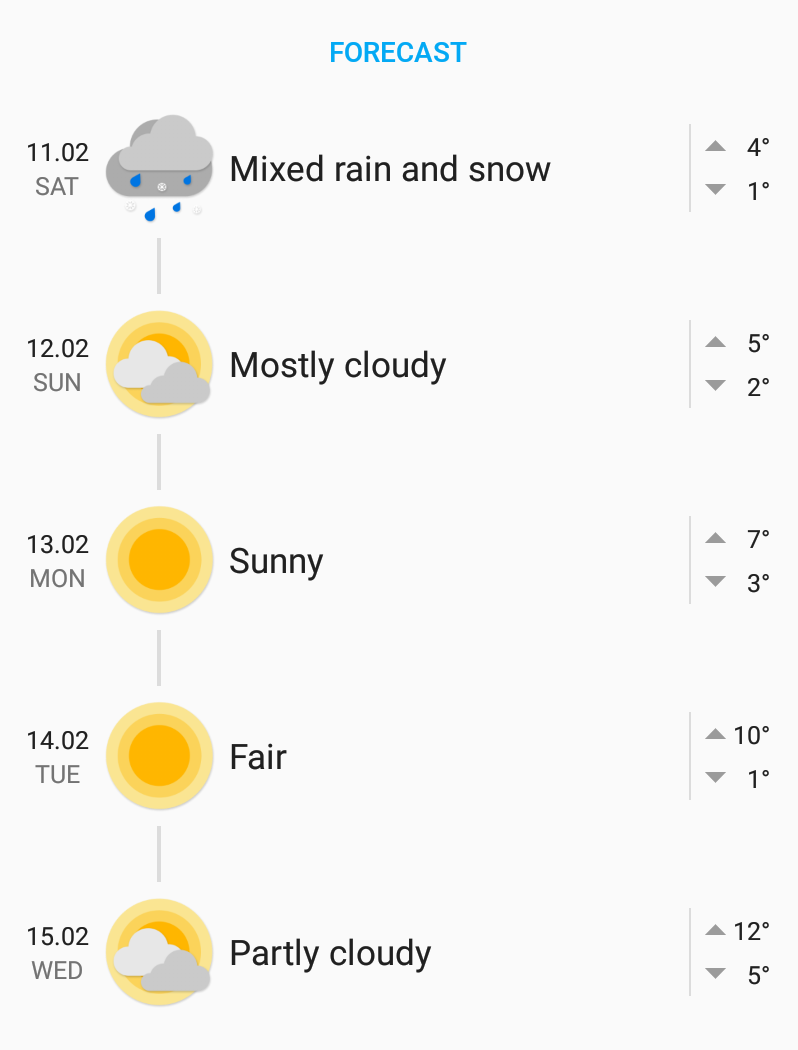 FORECAST
11.02
SAT
Mixed rain and snow
4°
1°
12.02
SUN
Mostly cloudy
5°
2°
13.02
MON
Sunny
7°
3°
14.02
TUE
Fair
10°
1°
15.02
WED
Partly cloudy
12°
5°